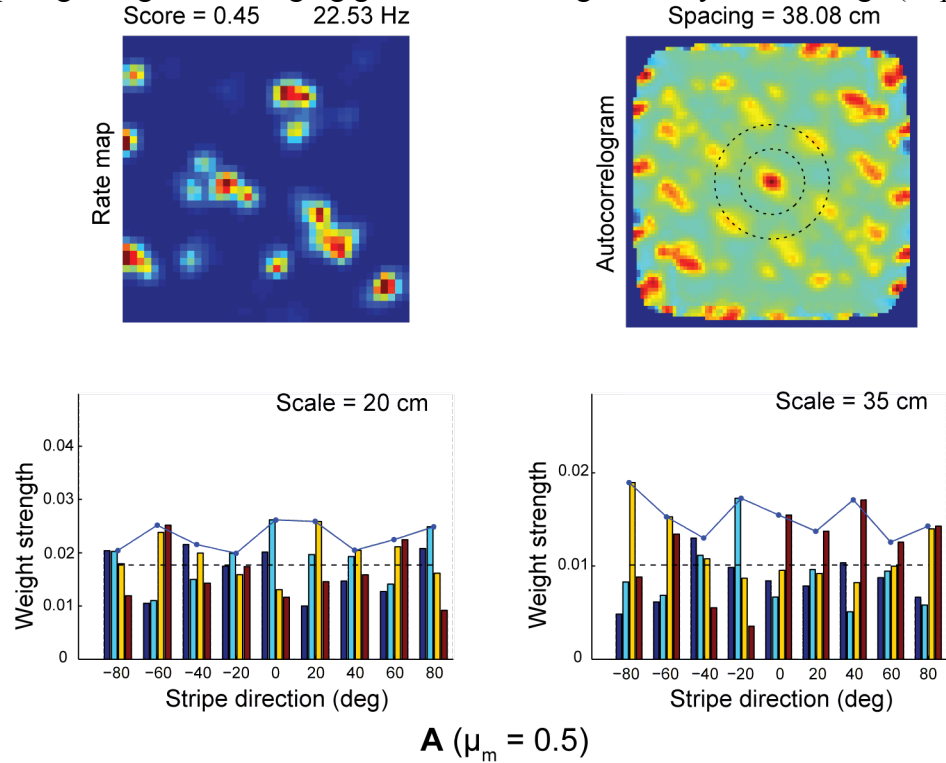 Score = 0.45 22.53 Hz
Spacing = 38.08 cm
Rate map
Autocorrelogram
Scale = 20 cm
Weight strength
0.04
0.03
0.02
0.01
0
−80 −60 −40 −20 0 20 40 60 80
Stripe direction (deg)
Scale = 35 cm
Weight strength
0.02
0.01
0
−80 −60 −40 −20 0 20 40 60 80
Stripe direction (deg)
A (μm = 0.5)